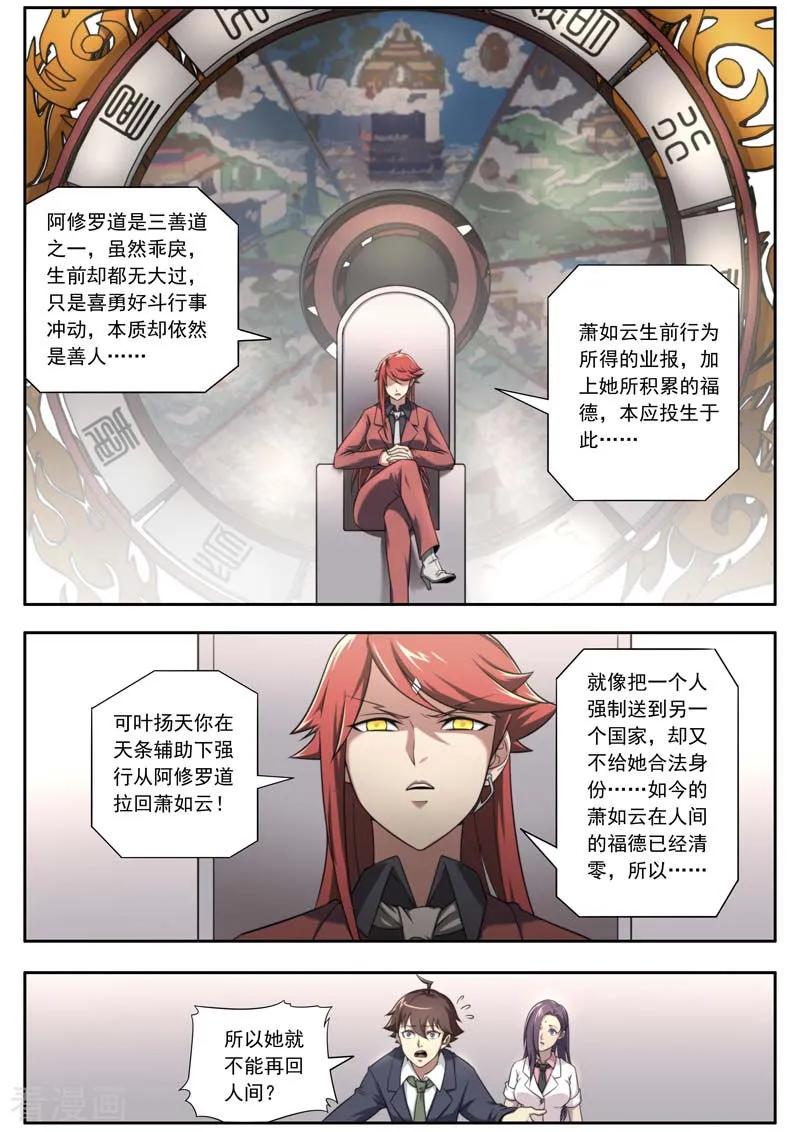 阿修罗道是三善道
之一，虽然乖戾，
生前却都无大过，
只是喜勇好斗行事
冲动，本质却依然
是善人……
萧如云生前行为
所得的业报，加
上她所积累的福
德，本应投生于
此……
可叶扬天你在
天条辅助下强
行从阿修罗道
拉回萧如云！
就像把一个人
强制送到另一
个国家，却又
不给她合法身
份……如今的
萧如云在人间
的福德已经清
零，所以……
所以她就
不能再回
人间？
看漫画